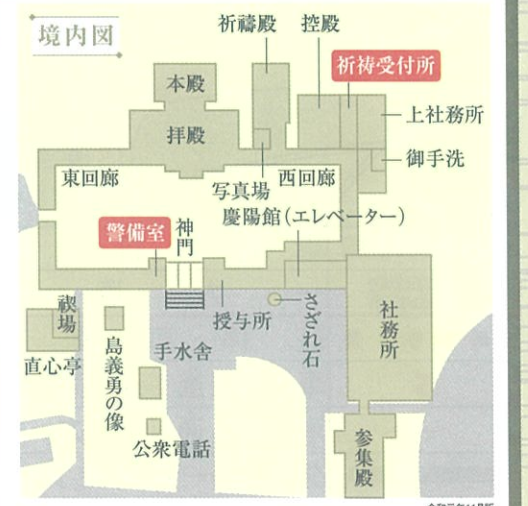 境内図
祈禱殿
控殿
祈祷受付所
本殿
上社務所
拝殿
御手洗
東回廊
写真場
西回廊
慶陽館(エレベーター)
警備室
神門
授与所
さざれ石
社務所
禊場
直心亭
島義勇の像
手水舎
公衆電話
参集殿